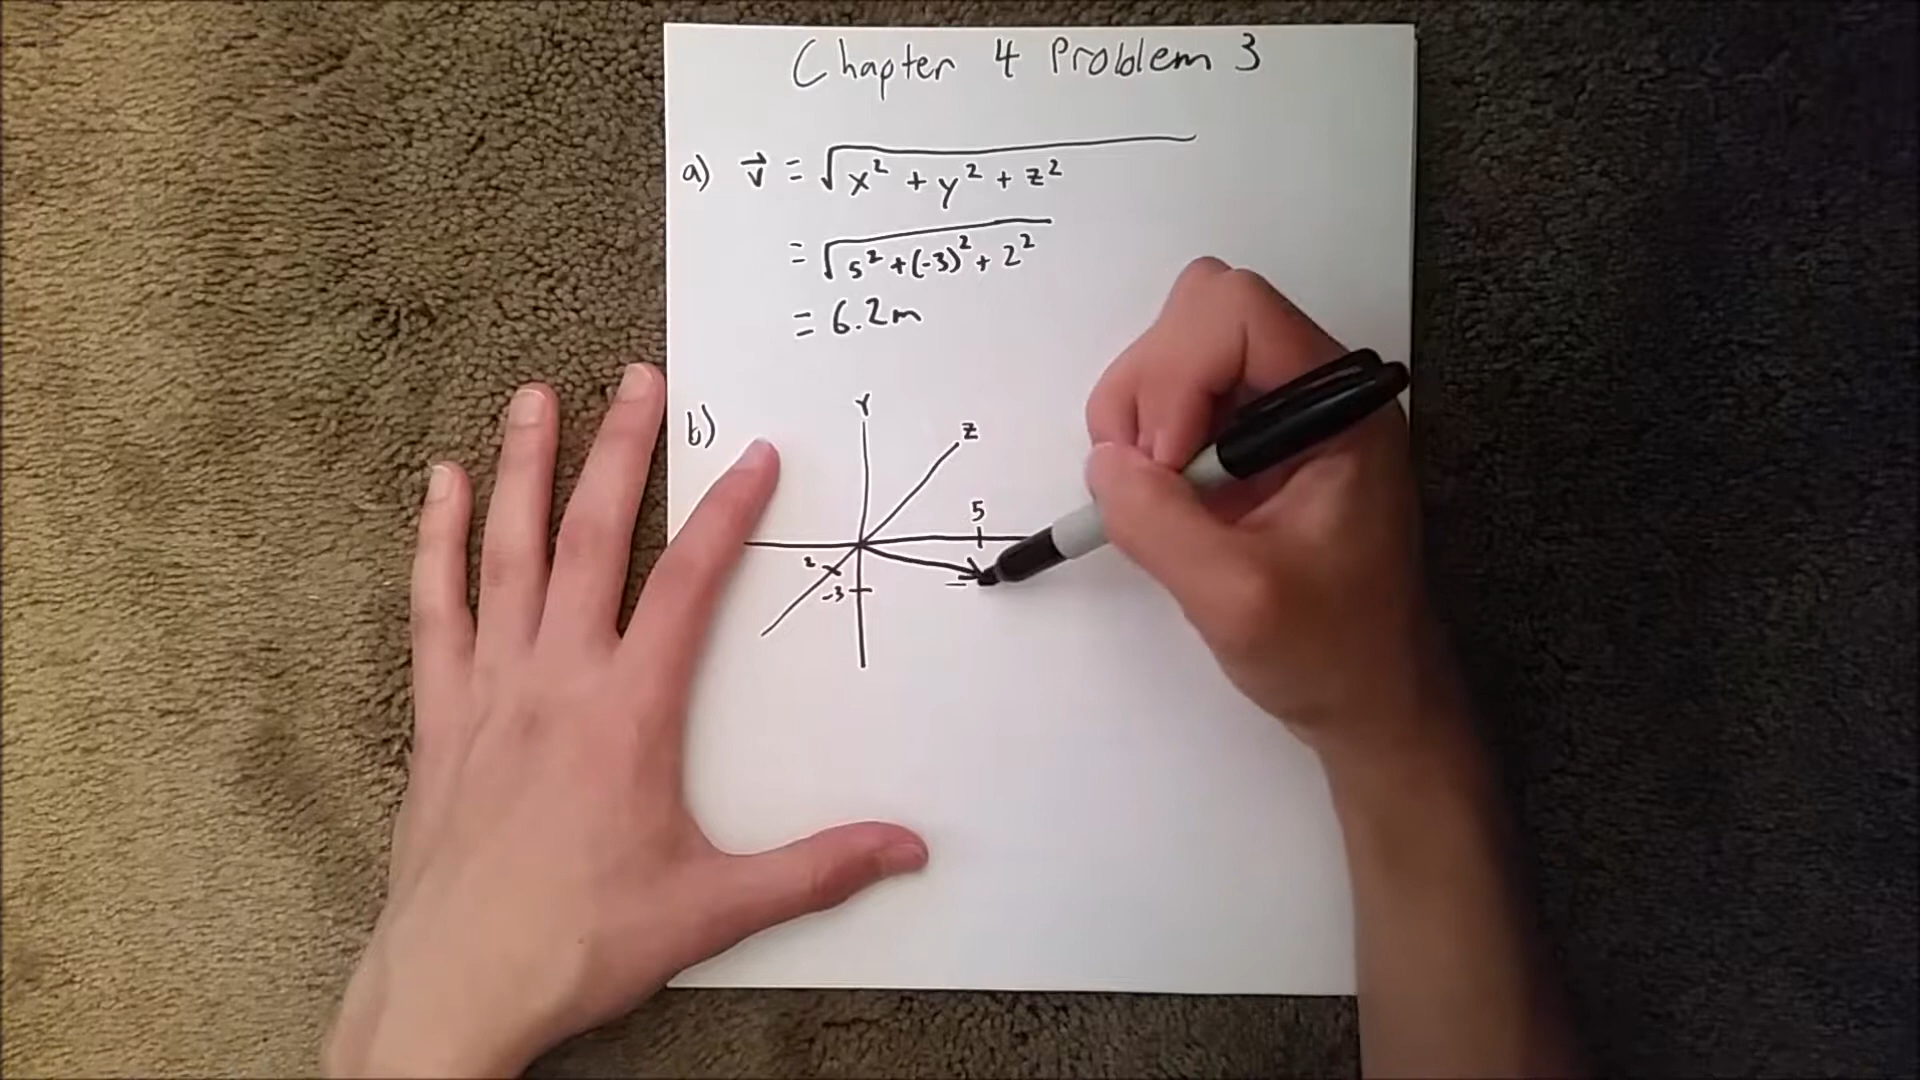 Chapter 4 Problem 3
a) v⃗ = √x² + y² + z²
= √5² + (-3)² + 2²
= 6.2m
b)
Y
Z
5
2
-3